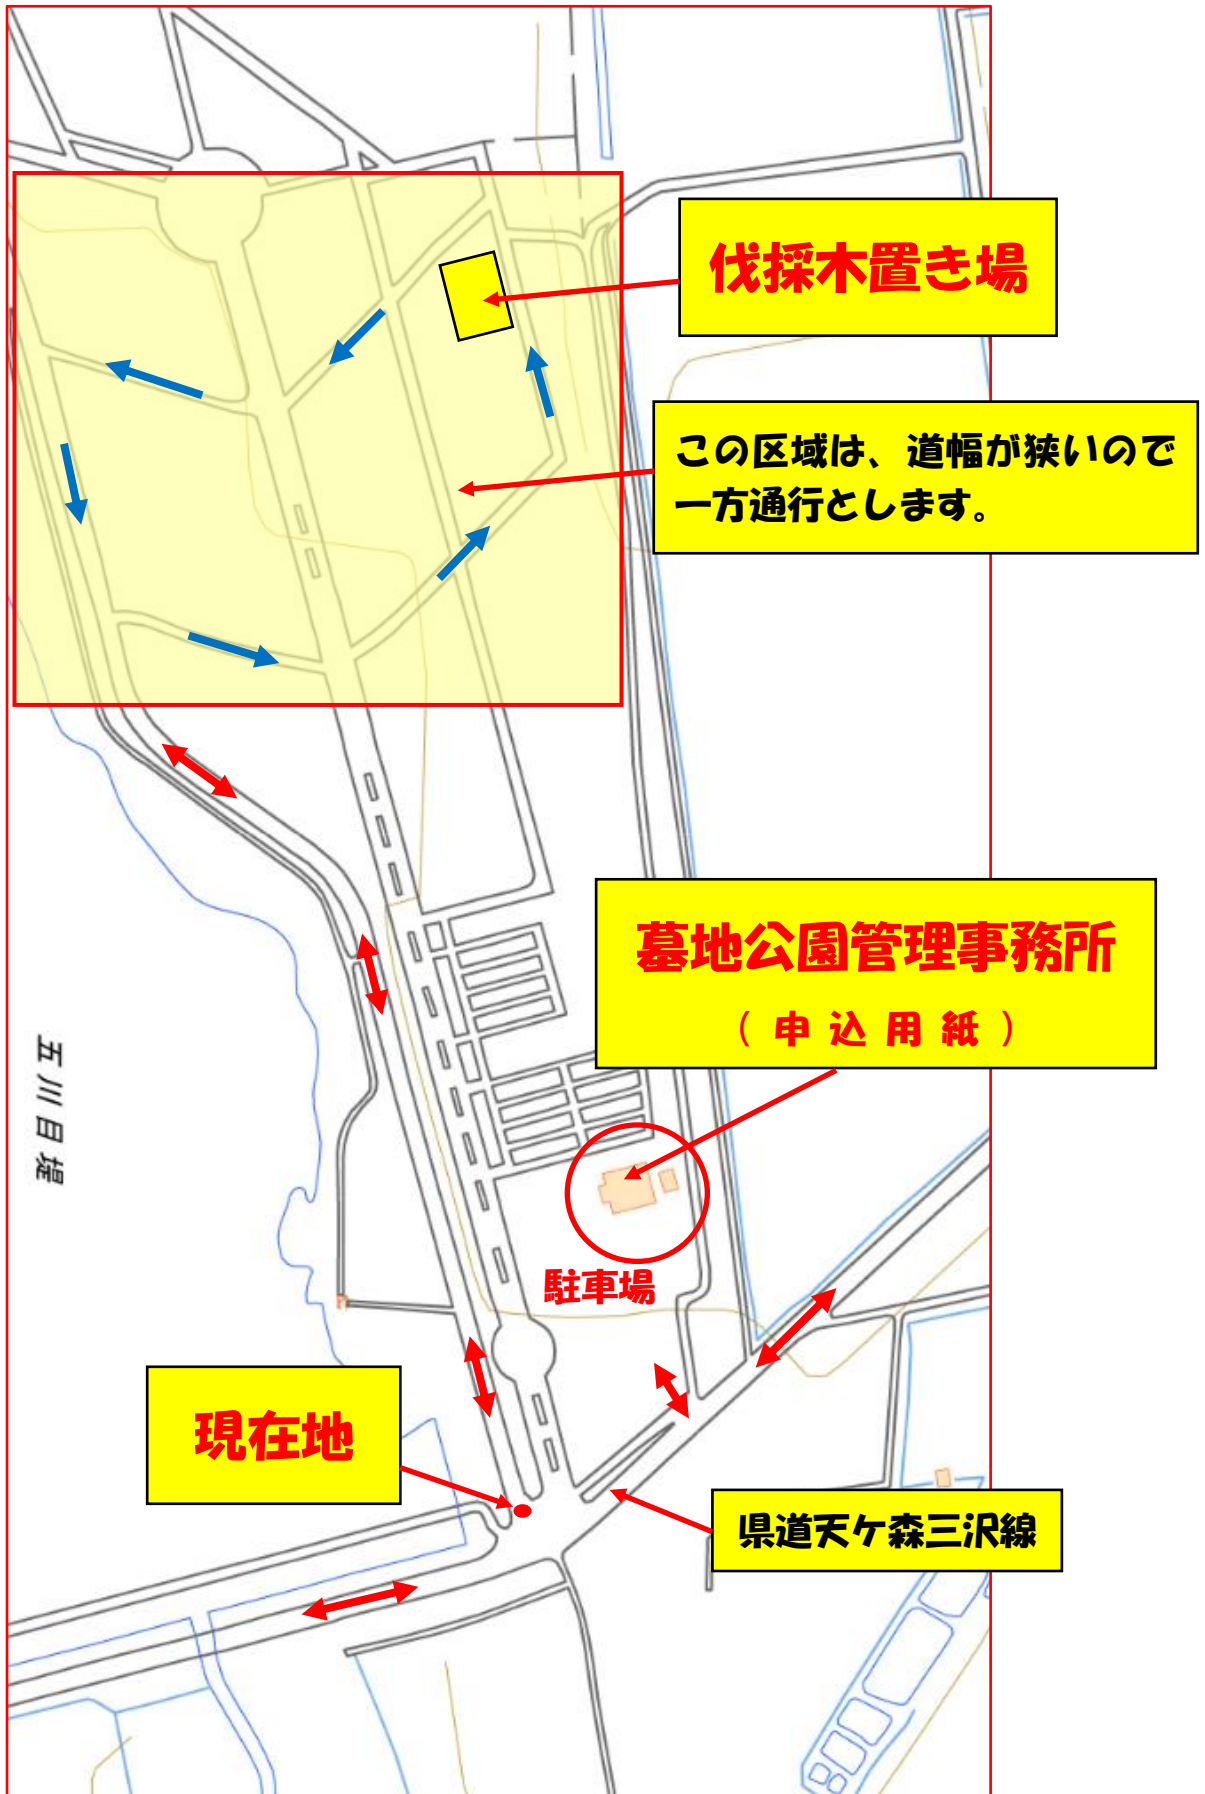 伐採木置き場
この区域は、道幅が狭いので
一方通行とします。
墓地公園管理事務所
(申込用紙)
五川目堤
駐車場
現在地
県道天ケ森三沢線